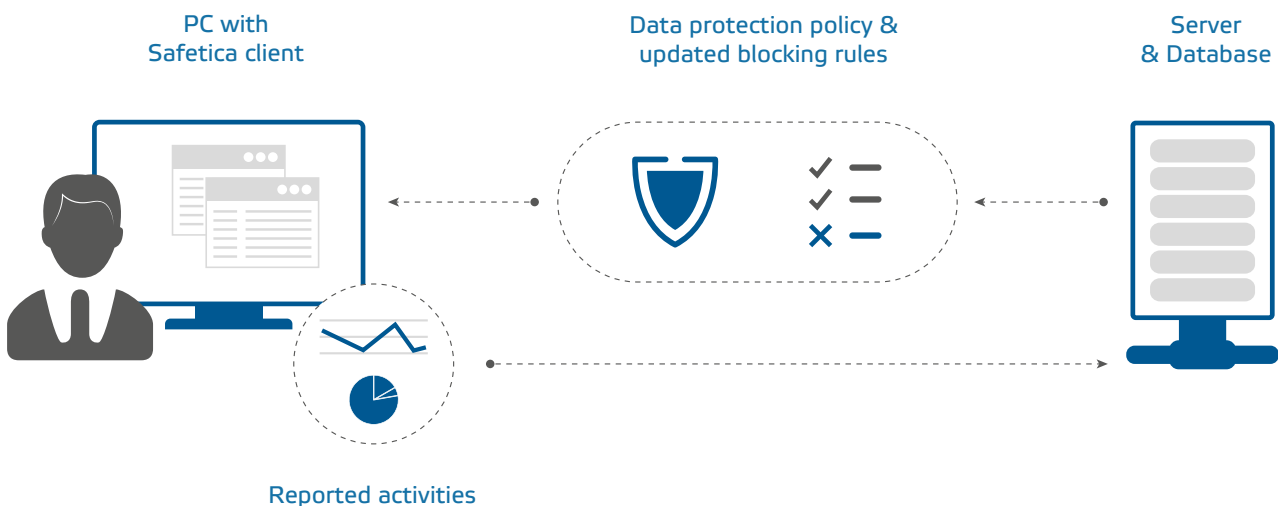 PC with
Safetica client
Data protection policy &
updated blocking rules
Server
& Database
Reported activities